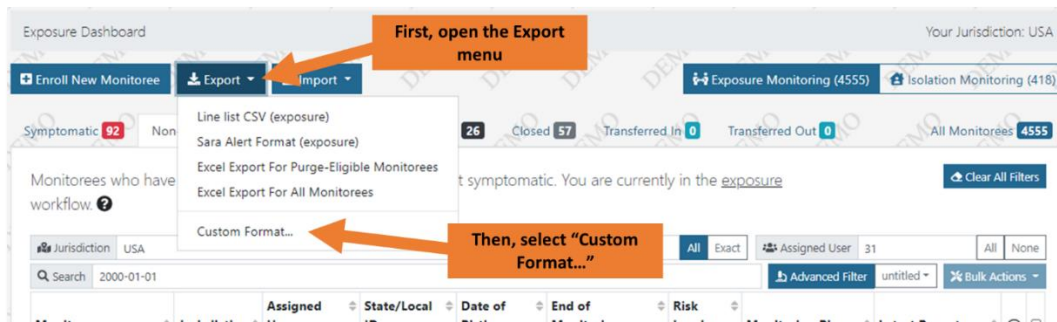 Exposure Dashboard
Your Jurisdiction: USA
First, open the Export
menu
Enroll New Monitoree
Export
Import
Exposure Monitoring (4555)
Isolation Monitoring (418)
Symptomatic 92
26
Closed 57
Transferred In 0
Transferred Out 0
All Monitorees 4555
Line list CSV (exposure)
Sara Alert Format (exposure)
Excel Export For Purge-Eligible Monitorees
Excel Export For All Monitorees
Custom Format...
Monitorees who have
t symptomatic. You are currently in the exposure
workflow.
Clear All Filters
Then, select “Custom
Format…”
Jurisdiction USA
All Exact
Assigned User 31
All None
Search 2000-01-01
Advanced Filter
untitled
Bulk Actions
Assigned
State/Local
Date of
End of
Risk
DEMO